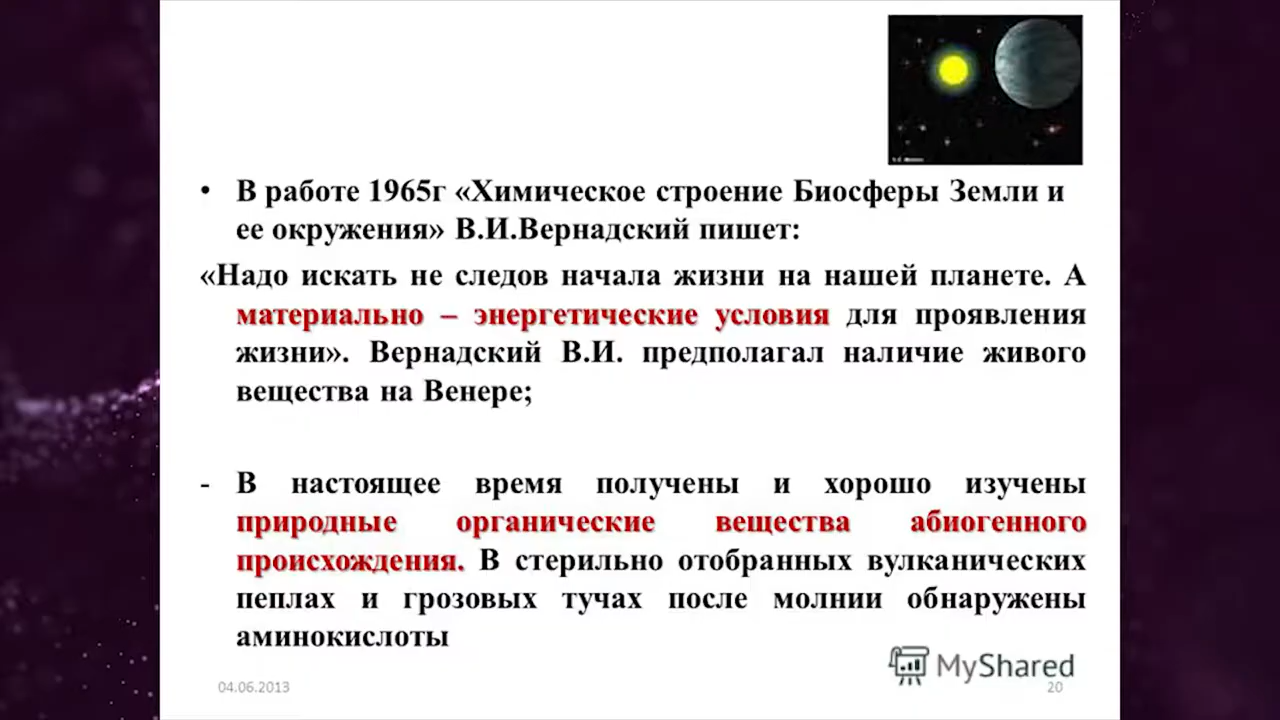 • В работе 1965г «Химическое строение Биосферы Земли и
ее окружения» В.И.Вернадский пишет:
«Надо искать не следов начала жизни на нашей планете. А
материально – энергетические условия для проявления
жизни». Вернадский В.И. предполагал наличие живого
вещества на Венере;
- В настоящее время получены и хорошо изучены
природные органические вещества абиогенного
происхождения. В стерильно отобранных вулканических
пеплах и грозовых тучах после молнии обнаружены
аминокислоты
MyShared
04.06.2013
20